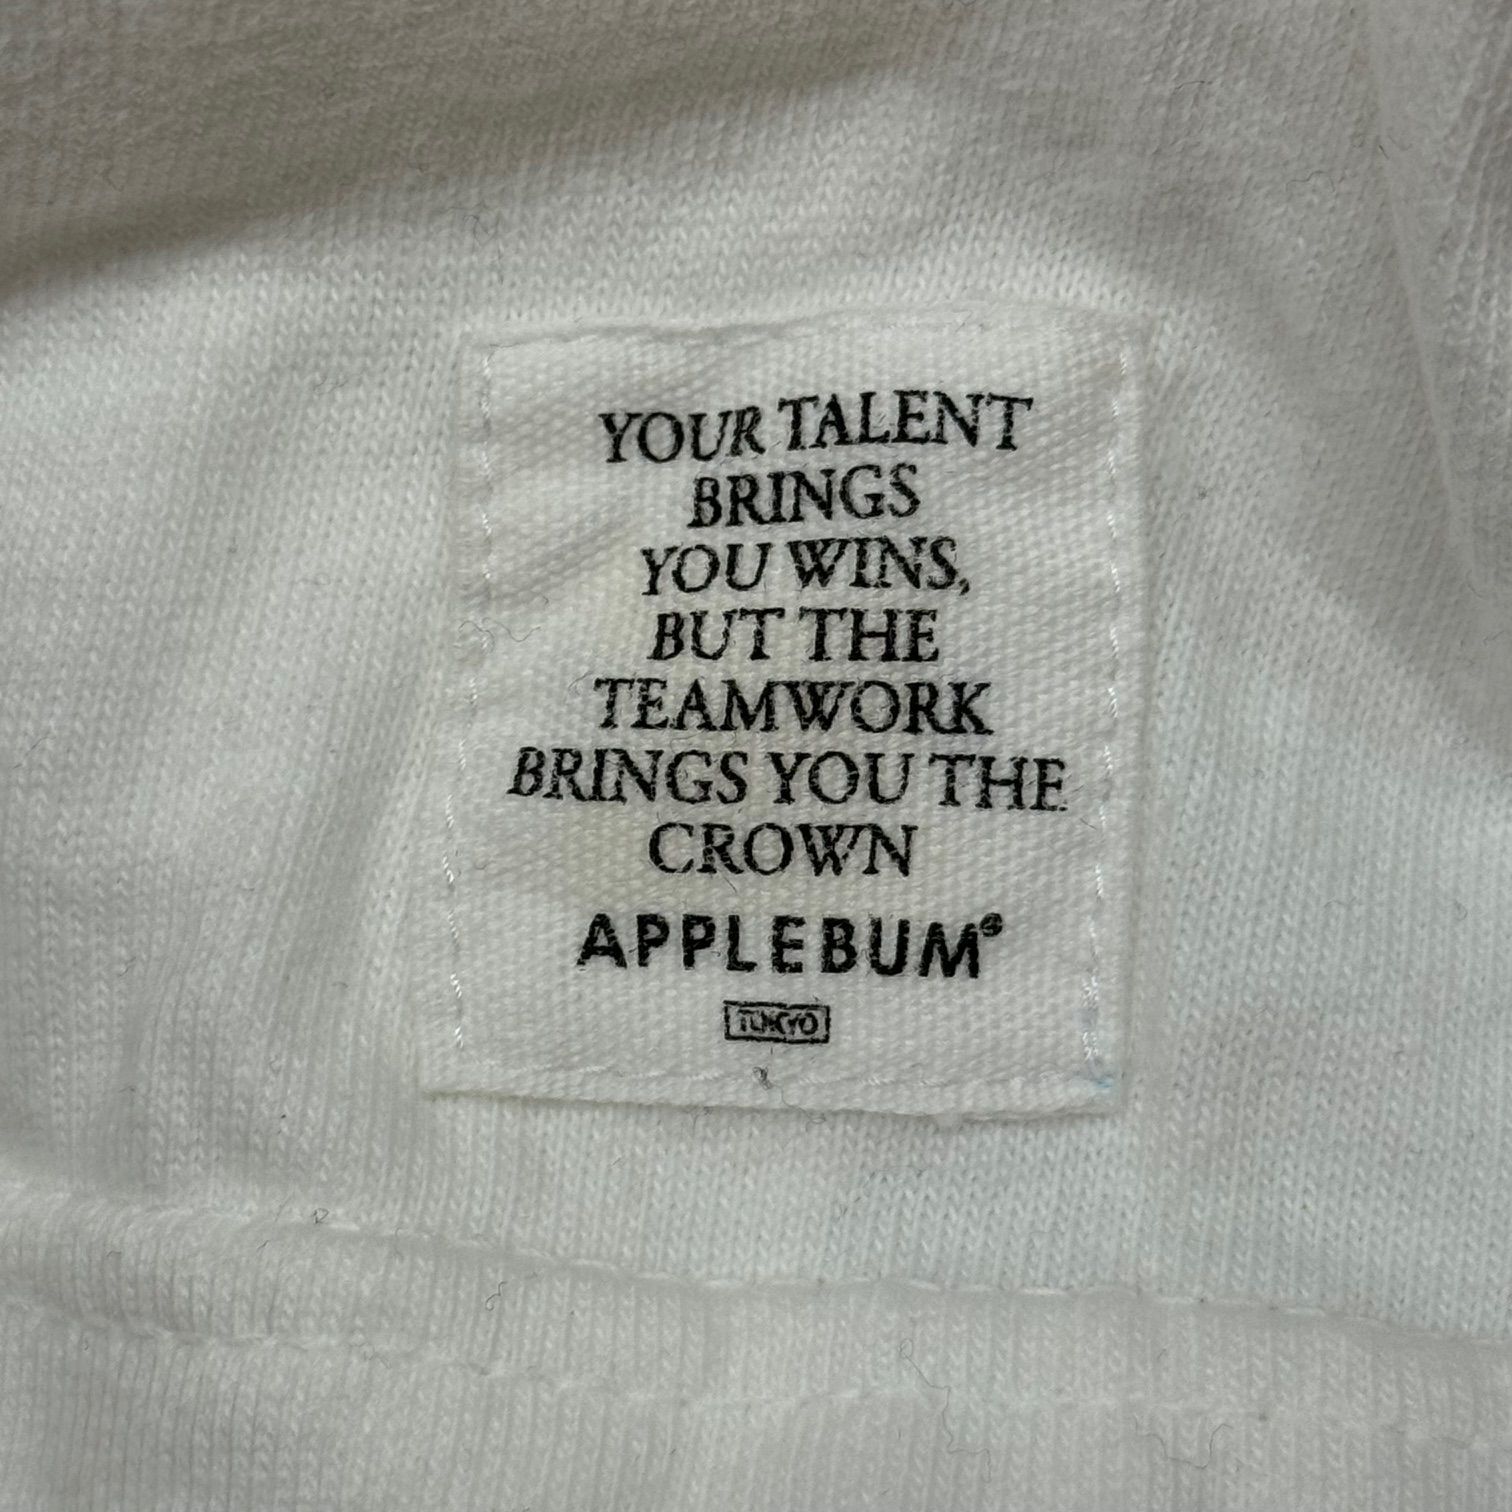 YOUR TALENT
BRINGS
YOU WINS,
BUT THE
TEAMWORK
BRINGS YOU THE
CROWN
APPLEBUM®
TOKYO